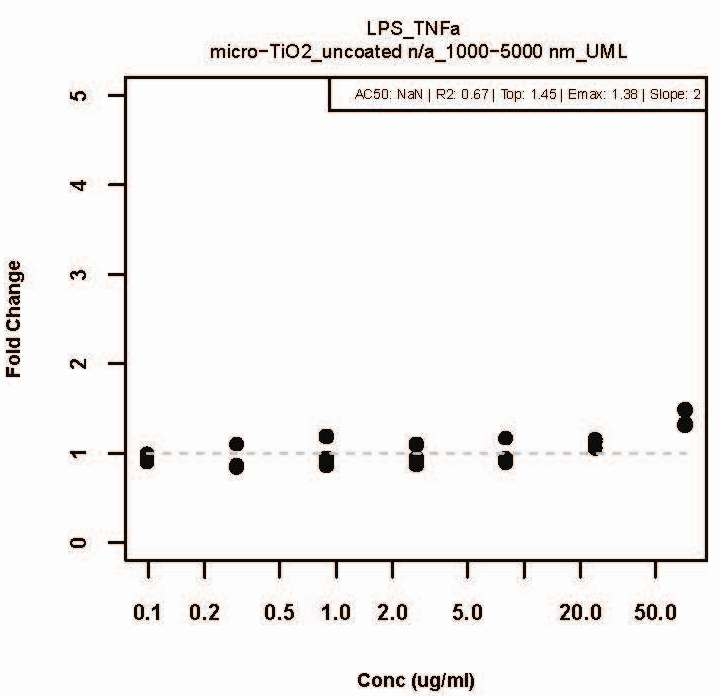 LPS_TNFa
micro−TiO2_uncoated n/a_1000−5000 nm_UML
AC50: NaN | R2: 0.67 | Top: 1.45 | Emax: 1.38 | Slope: 2
5
4
3
2
1
0
Fold Change
0.1 0.2 0.5 1.0 2.0 5.0 20.0 50.0
Conc (ug/ml)